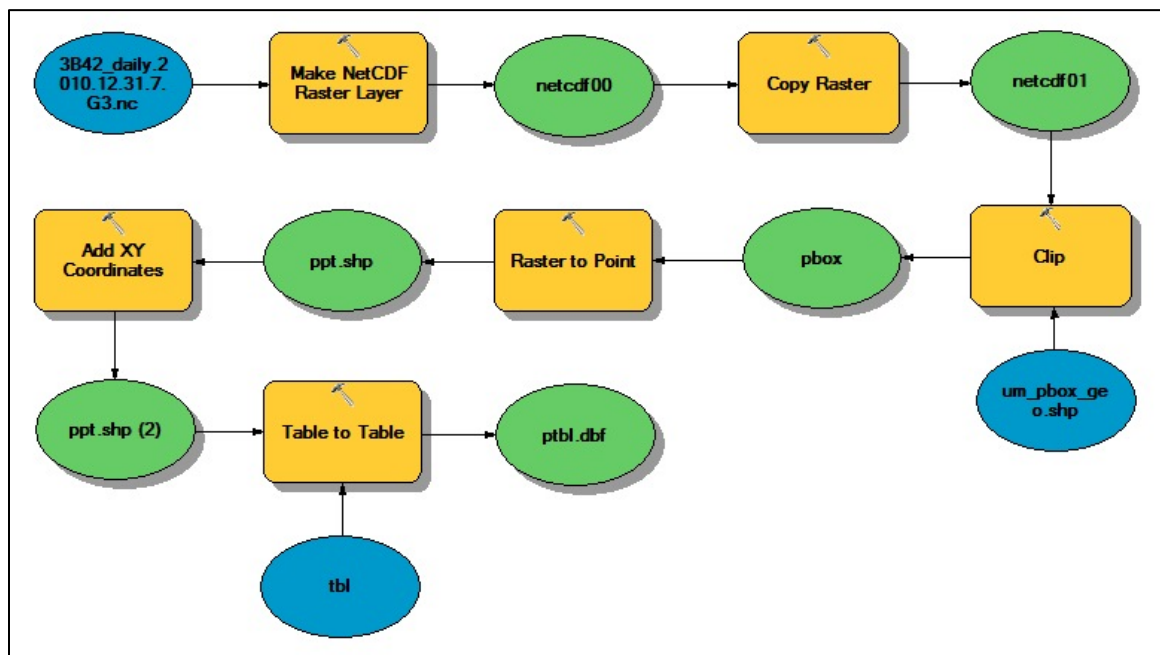 3B42_daily.2
010.12.31.7.
G3.nc
Make NetCDF
Raster Layer
netcdf00
Copy Raster
netcdf01
Add XY
Coordinates
ppt.shp
Raster to Point
pbox
Clip
um_pbox_ge
o.shp
ppt.shp (2)
Table to Table
ptbl.dbf
tbl